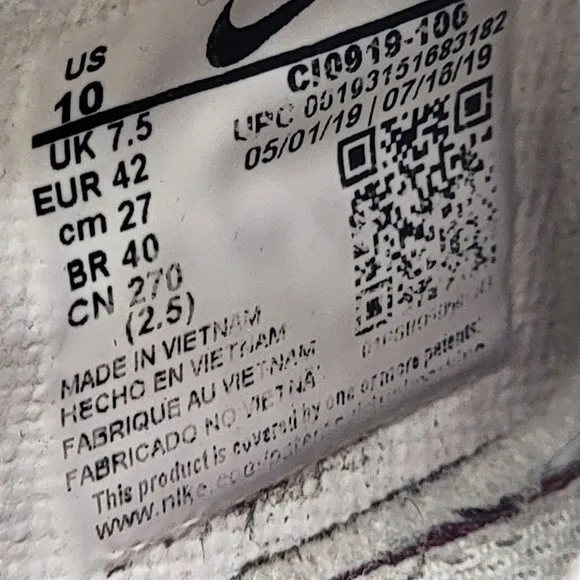 US
10
UK 7.5
EUR 42
cm 27
BR 40
CN 270
(2.5)
CI0919-100
UPC 00193151683182
05/01/19 | 07/16/19
MADE IN VIETNAM
HECHO EN VIETNAM
FABRIQUE AU VIETNAM
FABRICADO NO VIETNA
This product is covered by one or more patents.
www.nike.com/